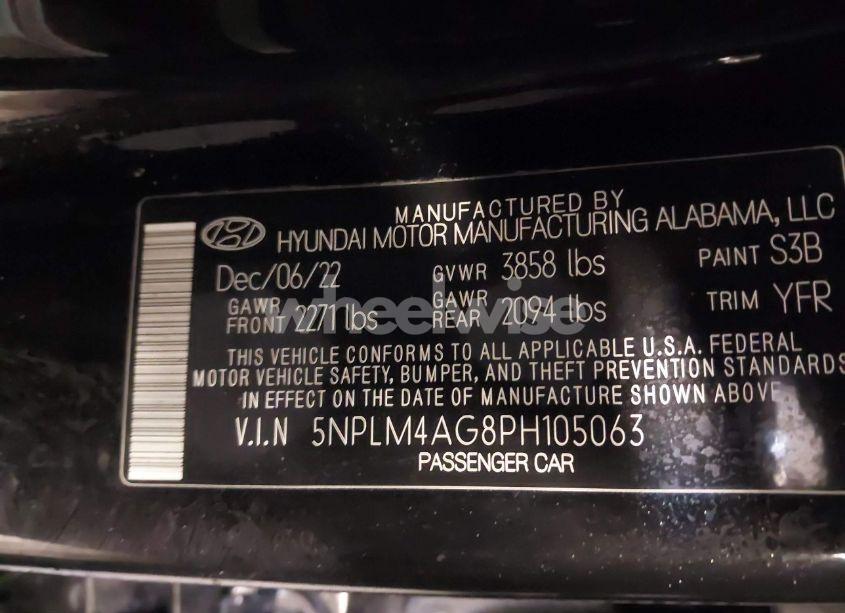 MANUFACTURED BY
HYUNDAI MOTOR MANUFACTURING ALABAMA, LLC
Dec/06/22 GVWR 3858 lbs PAINT S3B
GAWR FRONT 2271 lbs GAWR REAR 2094 lbs TRIM YFR
THIS VEHICLE CONFORMS TO ALL APPLICABLE U.S.A. FEDERAL
MOTOR VEHICLE SAFETY, BUMPER, AND THEFT PREVENTION STANDARDS
IN EFFECT ON THE DATE OF MANUFACTURE SHOWN ABOVE
V.I.N 5NPLM4AG8PH105063
PASSENGER CAR
wheelwise